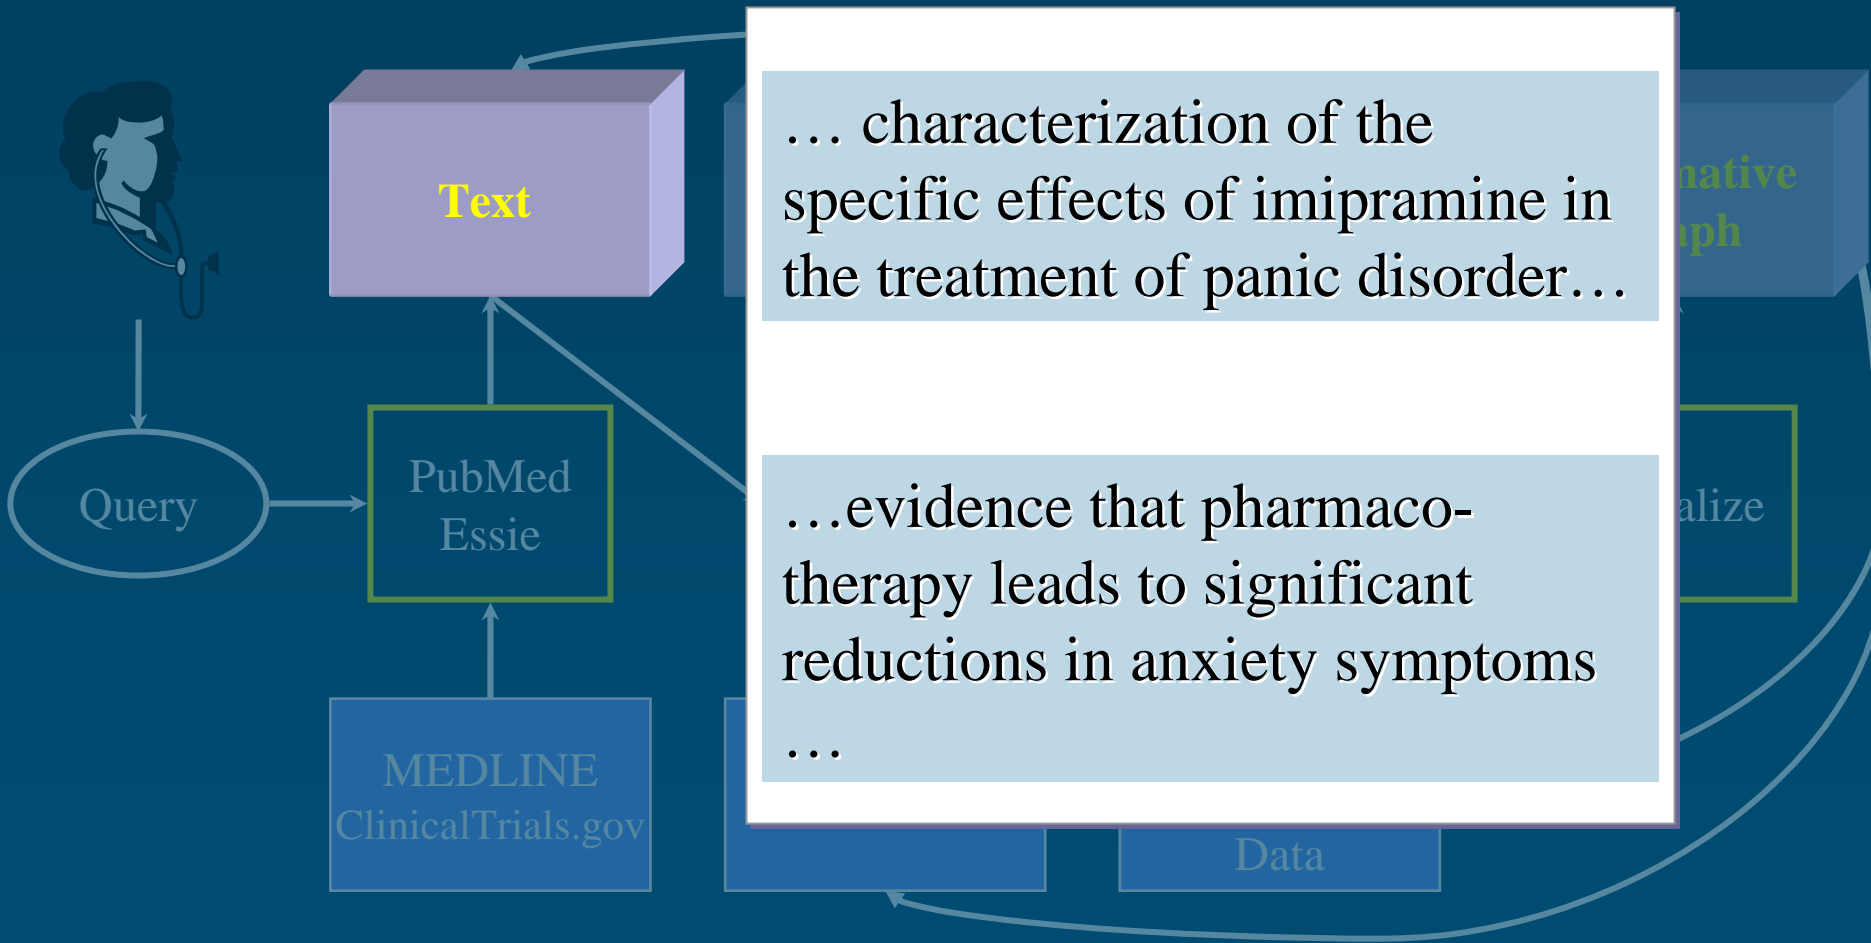 Text
… characterization of the
specific effects of imipramine in
the treatment of panic disorder…
…evidence that pharmaco-
therapy leads to significant
reductions in anxiety symptoms
…
Query
PubMed
Essie
MEDLINE
ClinicalTrials.gov
Data